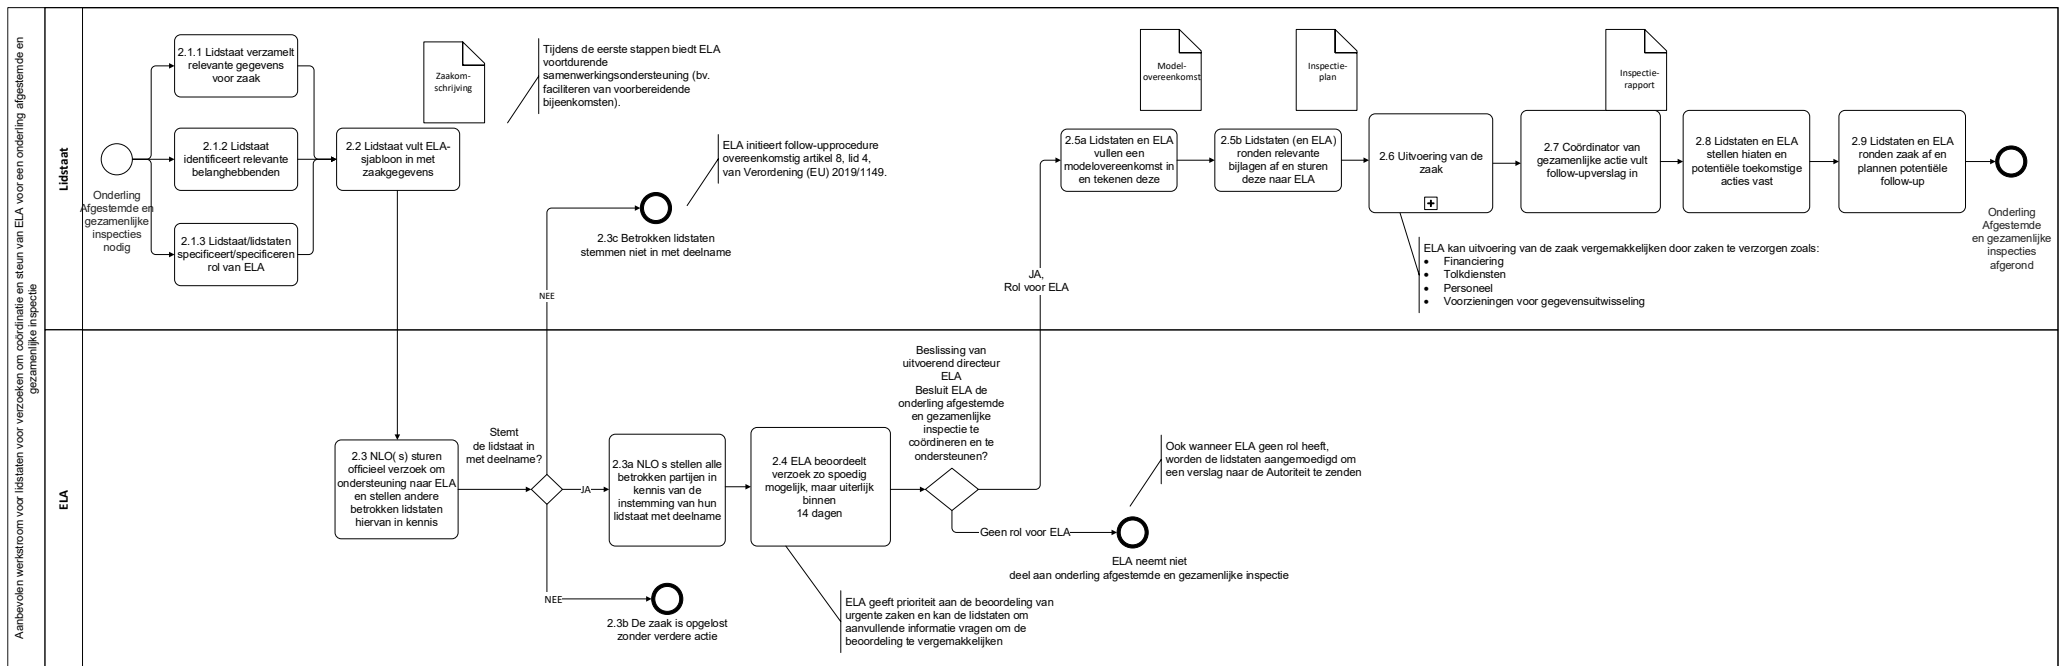 Aanbevolen werkstroom voor lidstaten voor verzoeken om coördinatie en steun van ELA voor een onderling afgestemde en
gezamenlijke inspectie
Lidstaat
ELA
Onderling
Afgestemde en
gezamenlijke
inspecties
nodig
2.1.1 Lidstaat verzamelt
relevante gegevens
voor zaak
2.1.2 Lidstaat
identificeert relevante
belanghebbenden
2.1.3 Lidstaat/lidstaten
specificeert/specificeren
rol van ELA
2.2 Lidstaat vult ELA-
sjabloon in met
zaakgegevens
Zaakom-
schrijving
Tijdens de eerste stappen biedt ELA
voortdurende
samenwerkingsondersteuning (bv.
faciliteren van voorbereidende
bijeenkomsten).
ELA initieert follow-upprocedure
overeenkomstig artikel 8, lid 4,
van Verordening (EU) 2019/1149.
2.3c Betrokken lidstaten
stemmen niet in met deelname
NEE
JA,
Rol voor ELA
Model-
overeenkomst
2.5a Lidstaten en ELA
vullen een
modelovereenkomst in
en tekenen deze
Inspectie-
plan
2.5b Lidstaten (en ELA)
ronden relevante
bijlagen af en sturen
deze naar ELA
2.6 Uitvoering van de
zaak
ELA kan uitvoering van de zaak vergemakkelijken door zaken te verzorgen zoals:
• Financiering
• Tolkdiensten
• Personeel
• Voorzieningen voor gegevensuitwisseling
Inspectie-
rapport
2.7 Coördinator van
gezamenlijke actie vult
follow-upverslag in
2.8 Lidstaten en ELA
stellen hiaten en
potentiële toekomstige
acties vast
2.9 Lidstaten en ELA
ronden zaak af en
plannen potentiële
follow-up
Onderling
Afgestemde
en gezamenlijke
inspecties
afgerond
2.3 NLO( s) sturen
officieel verzoek om
ondersteuning naar ELA
en stellen andere
betrokken lidstaten
hiervan in kennis
Stemt
de lidstaat in
met deelname?
JA
2.3a NLO s stellen alle
betrokken partijen in
kennis van de
instemming van hun
lidstaat met deelname
NEE
2.3b De zaak is opgelost
zonder verdere actie
2.4 ELA beoordeelt
verzoek zo spoedig
mogelijk, maar uiterlijk
binnen
14 dagen
ELA geeft prioriteit aan de beoordeling van
urgente zaken en kan de lidstaten om
aanvullende informatie vragen om de
beoordeling te vergemakkelijken
Beslissing van
uitvoerend directeur
ELA
Besluit ELA de
onderling afgestemde
en gezamenlijke
inspectie te
coördineren en te
ondersteunen?
Geen rol voor ELA
Ook wanneer ELA geen rol heeft,
worden de lidstaten aangemoedigd om
een verslag naar de Autoriteit te zenden
ELA neemt niet
deel aan onderling afgestemde en gezamenlijke inspectie